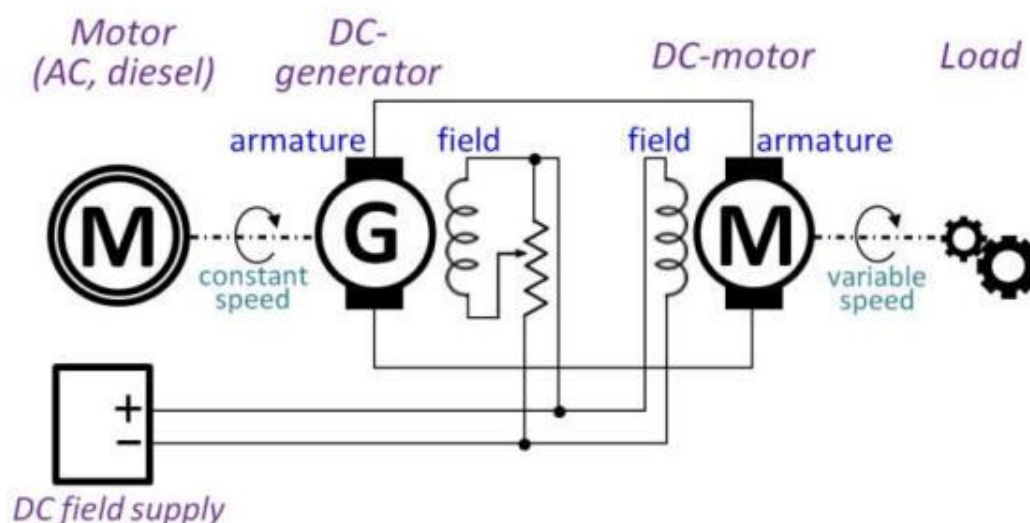 Motor
(AC, diesel)
DC-
generator
DC-motor
Load
armature
field
field
armature
M
G
M
constant
speed
variable
speed
+
−
DC field supply